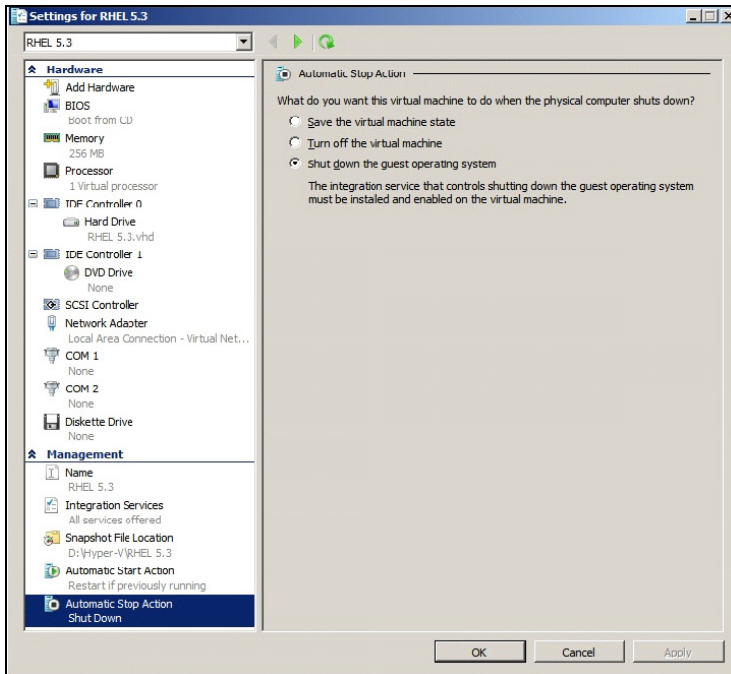 Settings for RHEL 5.3
RHEL 5.3
Hardware
Add Hardware
BIOS
Boot from CD
Memory
256 MB
Processor
1 Virtual processor
IDE Controller 0
Hard Drive
RHEL 5.3.vhd
IDE Controller 1
DVD Drive
None
SCSI Controller
Network Adapter
Local Area Connection - Virtual Net...
COM 1
None
COM 2
None
Diskette Drive
None
Management
Name
RHEL 5.3
Integration Services
All services offered
Snapshot File Location
D:\Hyper-V\RHEL 5.3
Automatic Start Action
Restart if previously running
Automatic Stop Action
Shut Down
Automatic Stop Action
What do you want this virtual machine to do when the physical computer shuts down?
Save the virtual machine state
Turn off the virtual machine
Shut down the guest operating system
The integration service that controls shutting down the guest operating system
must be installed and enabled on the virtual machine.
OK
Cancel
Apply